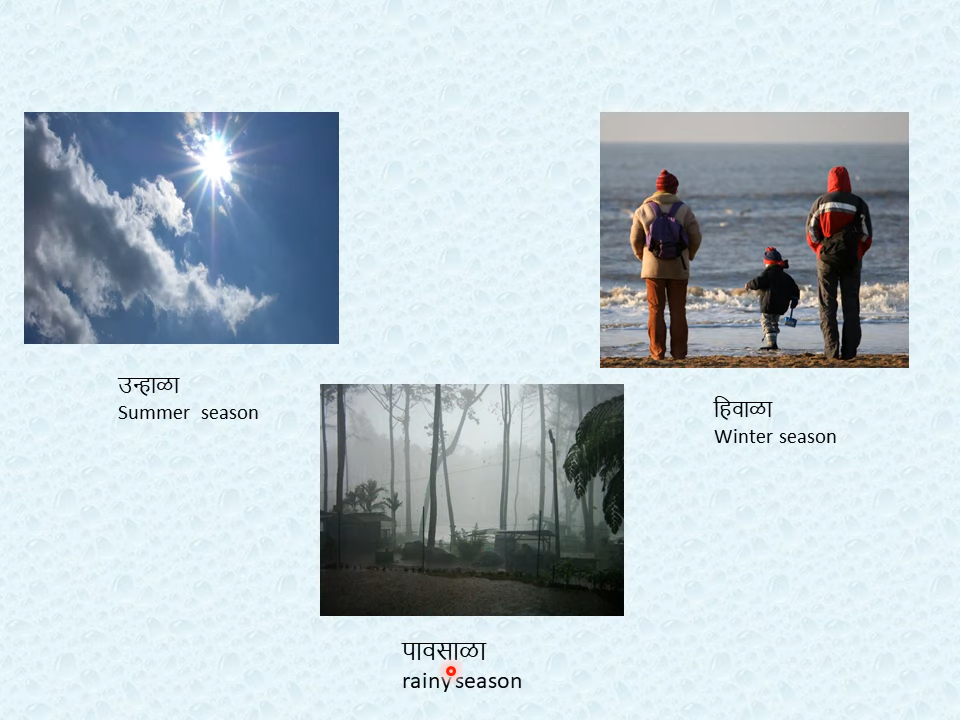 उन्हाळा
Summer season
हिवाळा
Winter season
पावसाळा
rainy season